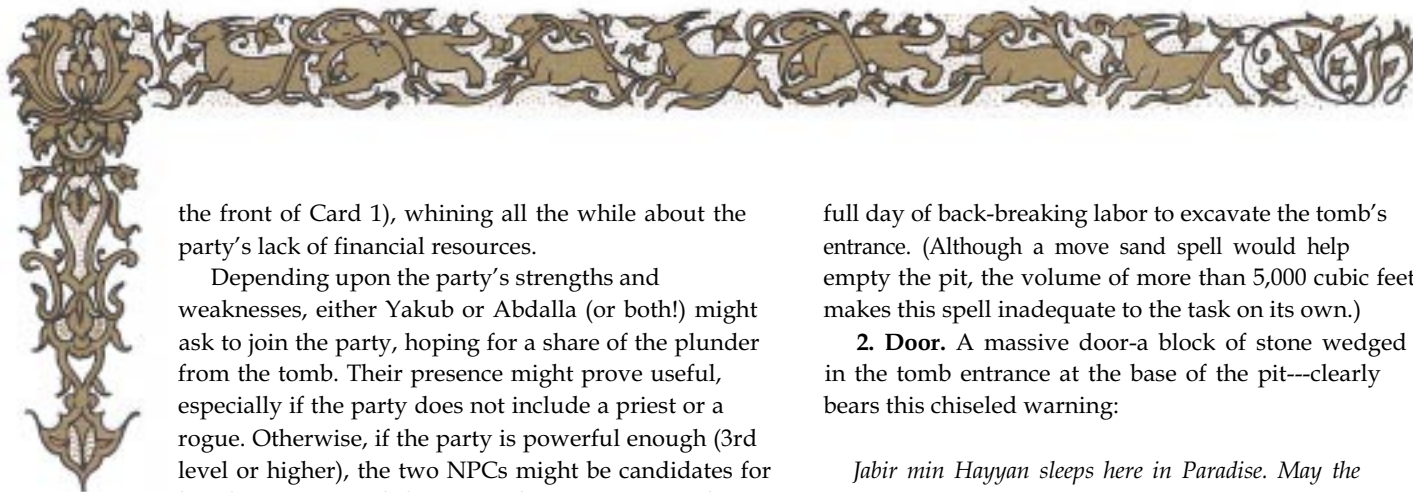 the front of Card 1), whining all the while about the
party's lack of financial resources.
Depending upon the party's strengths and
weaknesses, either Yakub or Abdalla (or both!) might
ask to join the party, hoping for a share of the plunder
from the tomb. Their presence might prove useful,
especially if the party does not include a priest or a
rogue. Otherwise, if the party is powerful enough (3rd
level or higher), the two NPCs might be candidates for
full day of back-breaking labor to excavate the tomb's
entrance. (Although a move sand spell would help
empty the pit, the volume of more than 5,000 cubic feet
makes this spell inadequate to the task on its own.)
2. Door. A massive door-a block of stone wedged
in the tomb entrance at the base of the pit---clearly
bears this chiseled warning:
Jabir min Hayyan sleeps here in Paradise. May the